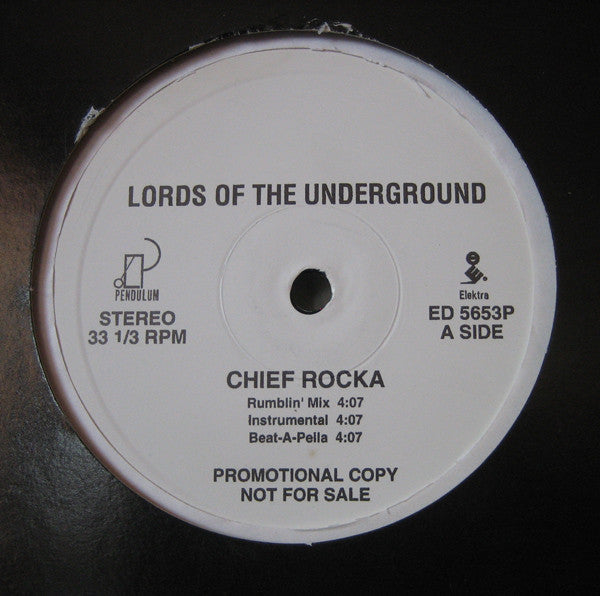 LORDS OF THE UNDERGROUND
PENDULUM
STEREO
33 1/3 RPM
Elektra
ED 5653P
A SIDE
CHIEF ROCKA
Rumblin' Mix 4:07
Instrumental 4:07
Beat-A-Pella 4:07
PROMOTIONAL COPY
NOT FOR SALE